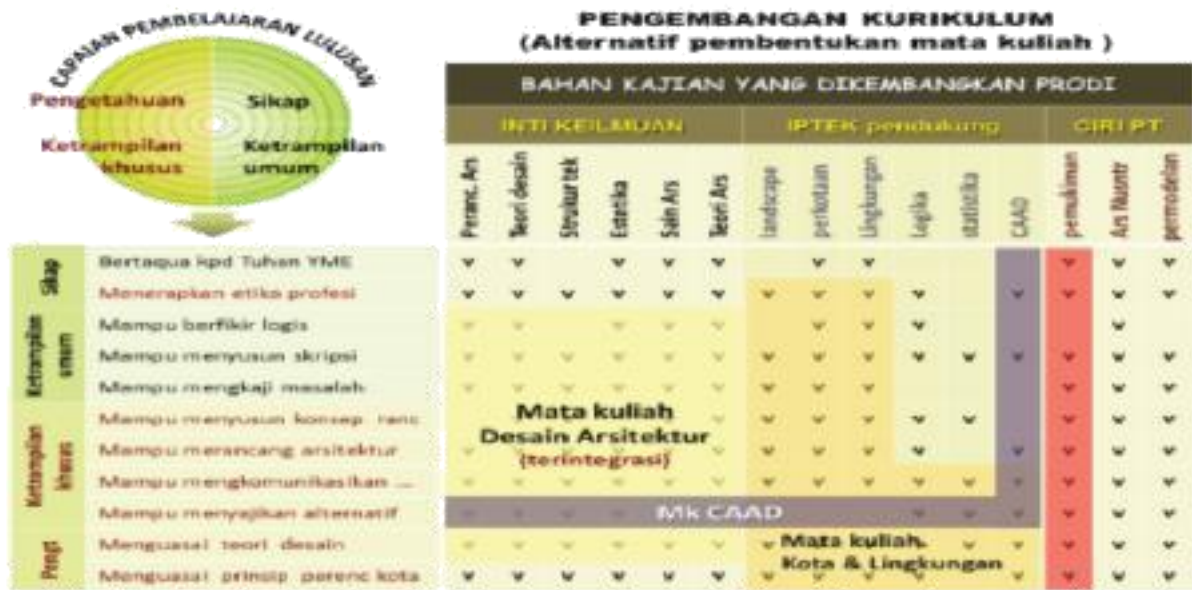 CAPAIAN PEMBELAJARAN LULUSAN
Pengetahuan
Sikap
Ketrampilan khusus
Ketrampilan umum
PENGEMBANGAN KURIKULUM
(Alternatif pembentukan mata kuliah )
BAHAN KAJIAN YANG DIKEMBANGKAN PRODI
INTI KEILMUAN
IPTEK pendukung
CIRI PT
Peranc. Ars
Teori desain
Struktur tek
Estetika
Sain Ars
Teori Ars
landscape
perkotaan
Lingkungan
Logika
statistika
CAAD
pemukiman
Ars Nusntr
permodelan
Sikap
Bertaqua kpd Tuhan YME
Menerapkan etika profesi
Ketrampilan umum
Mampu berfikir logis
Mampu menyusun skripsi
Mampu mengkaji masalah
Ketrampilan khusus
Mampu menyusun konsep ranc
Mampu merancang arsitektur
Mampu mengkomunikasikan ...
Mampu menyajikan alternatif
Pengt
Menguasai teori desain
Menguasai prinsip perenc kota
Mata kuliah
Desain Arsitektur
(terintegrasi)
Mk CAAD
Mata kuliah
Kota & Lingkungan